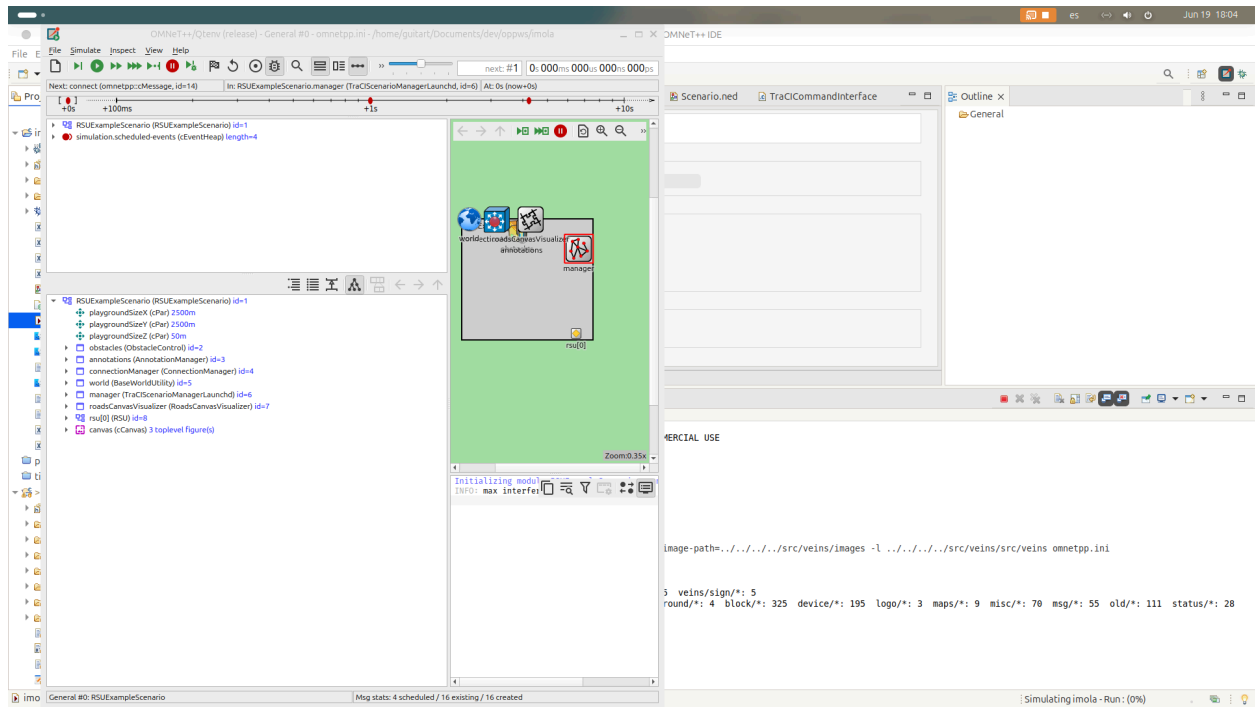 es
Jun 19 18:04
OMNeT++/Qtenv (release) - General #0 - omnetpp.ini - /home/guitart/Documents/dev/oppws/imola
OMNeT++ IDE
File E
File Simulate Inspect View Help
next: #1
0s 000ms 000us 000ns 000ps
Next: connect (omnetpp::cMessage, id=14)
In: RSUExampleScenario.manager (TraCIScenarioManagerLaunchd, id=6)
At: 0s (now+0s)
Pro
Scenario.ned
TraCICommandInterface
Outline
+0s
+100ms
+1s
+10s
General
RSUExampleScenario (RSUExampleScenario) id=1
simulation.scheduled-events (cEventHeap) length=4
world
roadsCanvasVisualizer
annotations
manager
rsu[0]
Zoom:0.35x
RSUExampleScenario (RSUExampleScenario) id=1
playgroundSizeX (cPar) 2500m
playgroundSizeY (cPar) 2500m
playgroundSizeZ (cPar) 50m
obstacles (ObstacleControl) id=2
annotations (AnnotationManager) id=3
connectionManager (ConnectionManager) id=4
world (BaseWorldUtility) id=5
manager (TraCIScenarioManagerLaunchd) id=6
roadsCanvasVisualizer (RoadsCanvasVisualizer) id=7
rsu[0] (RSU) id=8
canvas (cCanvas) 3 toplevel figure(s)
Initializing modul
INFO: max interfe
MERCIAL USE
image-path=../../../../src/veins/images -l ../../../../src/veins/src/veins omnetpp.ini
veins/sign/*: 5
round/*: 4 block/*: 325 device/*: 195 logo/*: 3 maps/*: 9 misc/*: 70 msg/*: 55 old/*: 111 status/*: 28
General #0: RSUExampleScenario
Msg stats: 4 scheduled / 16 existing / 16 created
imo
Simulating imola - Run : (0%)